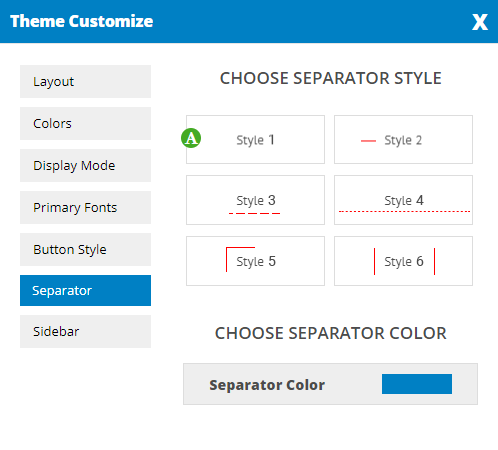 Theme Customize X
Layout
Colors
Display Mode
Primary Fonts
Button Style
Separator
Sidebar
CHOOSE SEPARATOR STYLE
A Style 1
Style 2
Style 3
Style 4
Style 5
Style 6
CHOOSE SEPARATOR COLOR
Separator Color